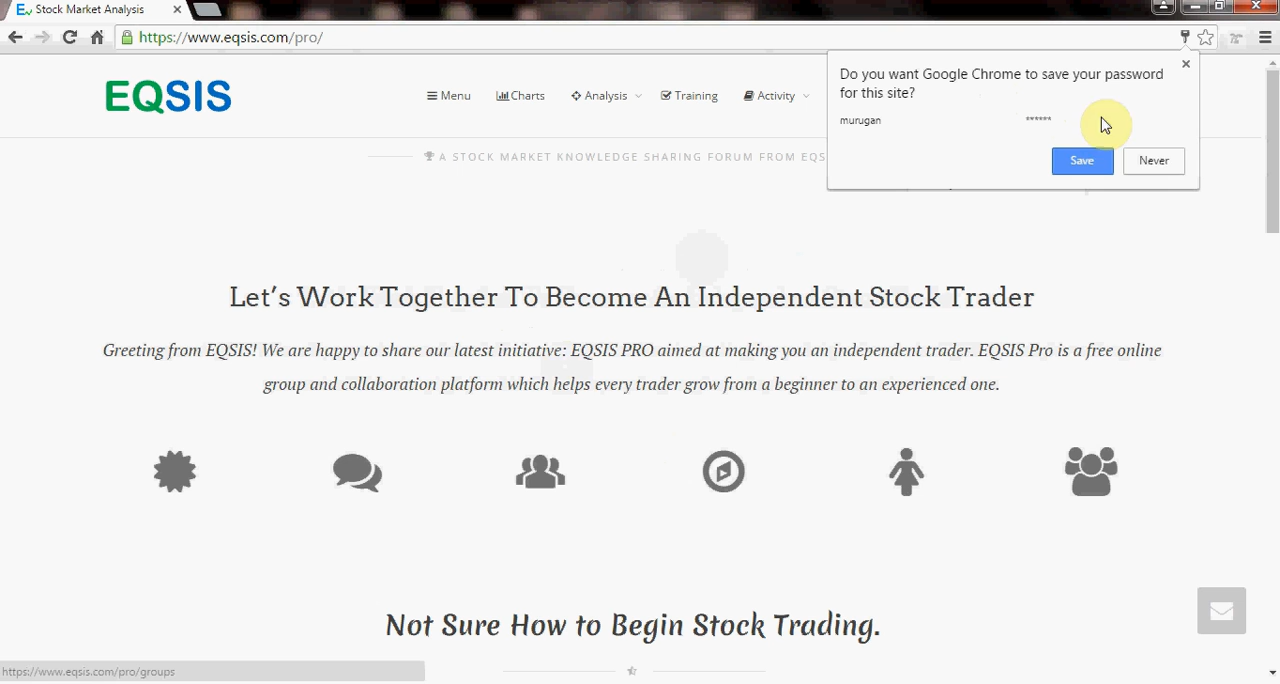 Stock Market Analysis
https://www.eqsis.com/pro/
Do you want Google Chrome to save your password
for this site?
murugan ******
Save Never
EQSIS
Menu Charts Analysis Training Activity
A STOCK MARKET KNOWLEDGE SHARING FORUM FROM EQS
Let's Work Together To Become An Independent Stock Trader
Greeting from EQSIS! We are happy to share our latest initiative: EQSIS PRO aimed at making you an independent trader. EQSIS Pro is a free online
group and collaboration platform which helps every trader grow from a beginner to an experienced one.
Not Sure How to Begin Stock Trading.
https://www.eqsis.com/pro/groups